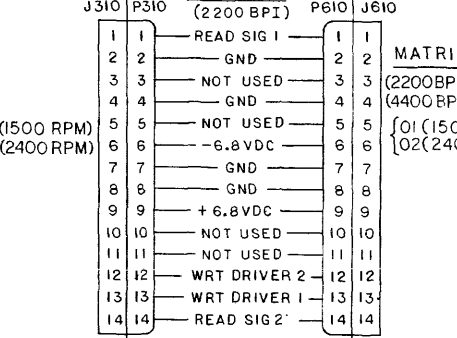 J310 P310 (2200 BPI) P610 J610
1 1 READ SIG 1 1 1
2 2 GND 2 2 MATRI
3 3 NOT USED 3 3 (2200BP
4 4 GND 4 4 (4400BP
(1500 RPM) 5 5 NOT USED 5 5 {01(150
(2400 RPM) 6 6 -6.8VDC 6 6 02(240
7 7 GND 7 7
8 8 GND 8 8
9 9 +6.8VDC 9 9
10 10 NOT USED 10 10
11 11 NOT USED 11 11
12 12 WRT DRIVER 2 12 12
13 13 WRT DRIVER 1 13 13
14 14 READ SIG 2 14 14